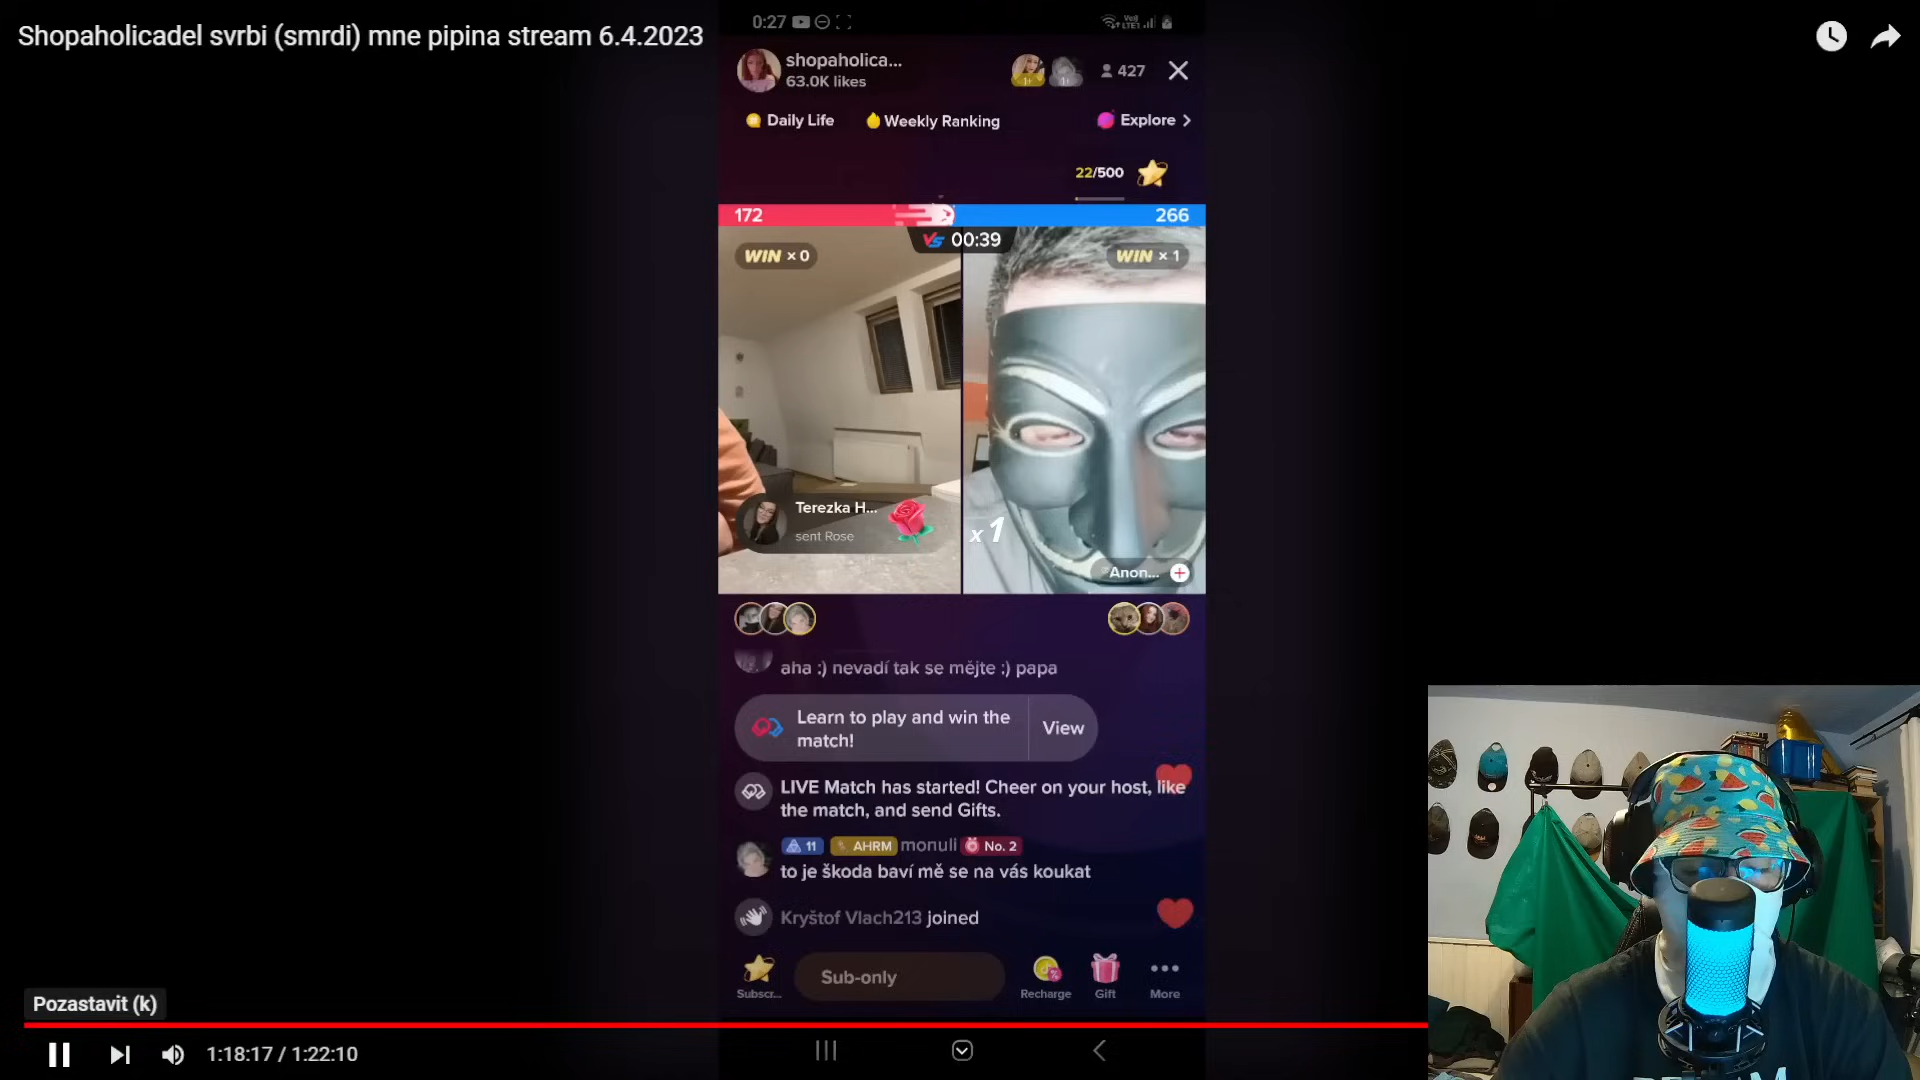 Shopaholicadel svrbi (smrdi) mne pipina stream 6.4.2023
0:27
shopaholica...
63.0K likes
427
Daily Life
Weekly Ranking
Explore
22/500
172
266
VS 00:39
WIN × 0
WIN × 1
Terezka H...
sent Rose
x1
Anon...
aha :) nevadí tak se mějte :) papa
Learn to play and win the
match!
View
LIVE Match has started! Cheer on your host, like
the match, and send Gifts.
11 AHRM monuli No. 2
to je škoda baví mě se na vás koukat
Kryštof Vlach213 joined
Subscr...
Sub-only
Recharge
Gift
More
Pozastavit (k)
1:18:17 / 1:22:10